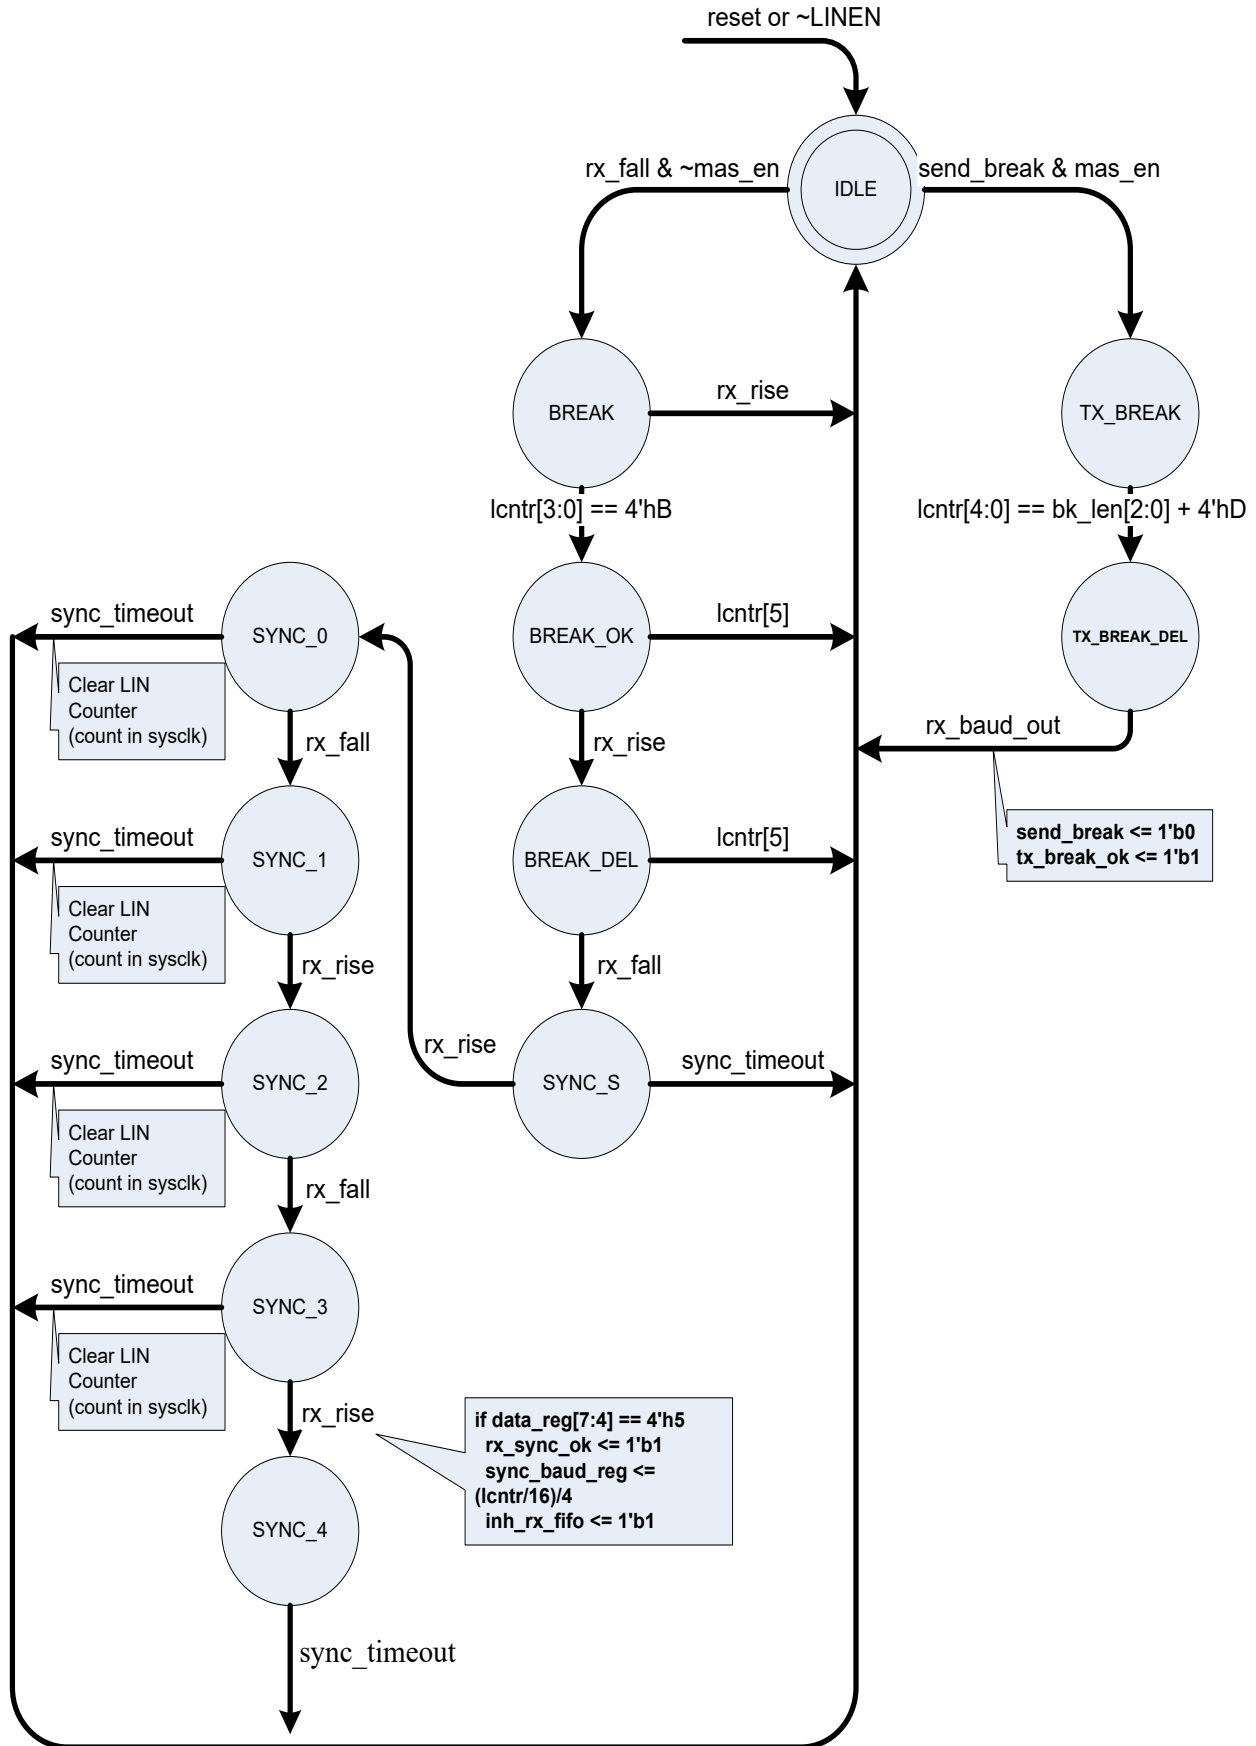 reset or ~LINEN
rx_fall & ~mas_en
IDLE
send_break & mas_en
BREAK
rx_rise
TX_BREAK
lcntr[3:0] == 4'hB
lcntr[4:0] == bk_len[2:0] + 4'hD
sync_timeout
SYNC_0
BREAK_OK
lcntr[5]
TX_BREAK_DEL
Clear LIN
Counter
(count in sysclk)
rx_fall
rx_rise
rx_baud_out
sync_timeout
SYNC_1
BREAK_DEL
lcntr[5]
send_break <= 1'b0
tx_break_ok <= 1'b1
Clear LIN
Counter
(count in sysclk)
rx_rise
rx_fall
sync_timeout
SYNC_2
rx_rise
SYNC_S
sync_timeout
Clear LIN
Counter
(count in sysclk)
rx_fall
sync_timeout
SYNC_3
Clear LIN
Counter
(count in sysclk)
rx_rise
if data_reg[7:4] == 4'h5
rx_sync_ok <= 1'b1
sync_baud_reg <=
(lcntr/16)/4
inh_rx_fifo <= 1'b1
SYNC_4
sync_timeout